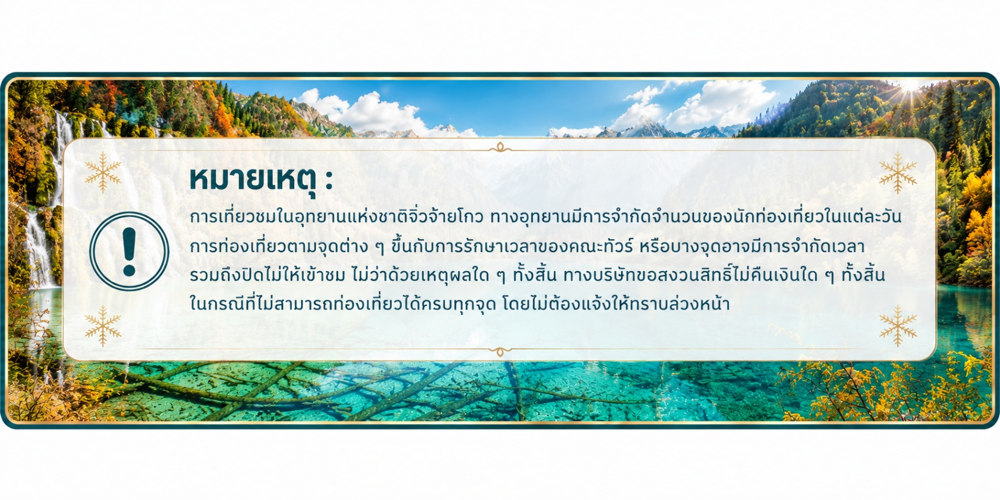 หมายเหตุ :
การเที่ยวชมในอุทยานแห่งชาติจิ่วจ้ายโกว ทางอุทยานมีการจำกัดจำนวนของนักท่องเที่ยวในแต่ละวัน
การท่องเที่ยวตามจุดต่าง ๆ ขึ้นกับการรักษาเวลาของคณะทัวร์ หรือบางจุดอาจมีการจำกัดเวลา
รวมถึงปิดไม่ให้เข้าชม ไม่ว่าด้วยเหตุผลใด ๆ ทั้งสิ้น ทางบริษัทขอสงวนสิทธิ์ไม่คืนเงินใด ๆ ทั้งสิ้น
ในกรณีที่ไม่สามารถท่องเที่ยวได้ครบทุกจุด โดยไม่ต้องแจ้งให้ทราบล่วงหน้า